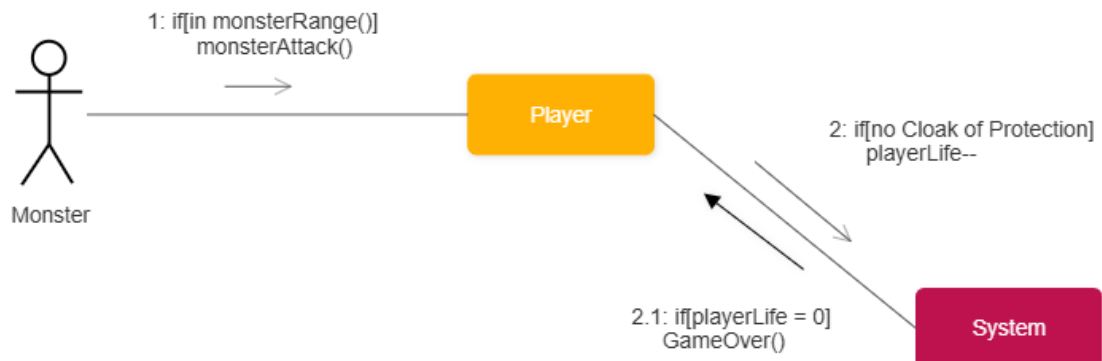 1: if[in monsterRange()]
monsterAttack()
Player
2: if[no Cloak of Protection]
playerLife--
Monster
2.1: if[playerLife = 0]
GameOver()
System